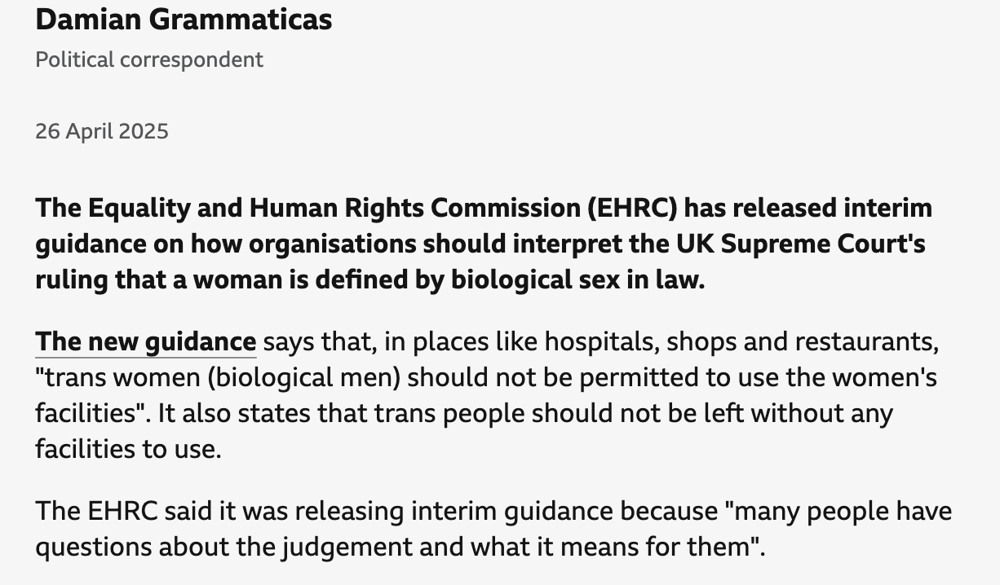 Damian Grammaticas
Political correspondent
26 April 2025
The Equality and Human Rights Commission (EHRC) has released interim
guidance on how organisations should interpret the UK Supreme Court's
ruling that a woman is defined by biological sex in law.
The new guidance says that, in places like hospitals, shops and restaurants,
"trans women (biological men) should not be permitted to use the women's
facilities". It also states that trans people should not be left without any
facilities to use.
The EHRC said it was releasing interim guidance because "many people have
questions about the judgement and what it means for them".